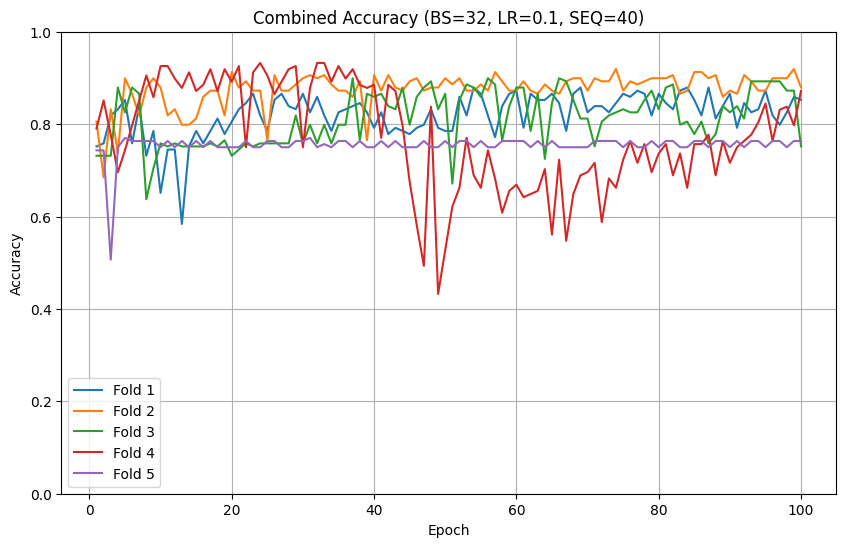 Combined Accuracy (BS=32, LR=0.1, SEQ=40)
1.0
0.8
0.6
0.4
0.2
0.0
Accuracy
Fold 1
Fold 2
Fold 3
Fold 4
Fold 5
0 20 40 60 80 100
Epoch